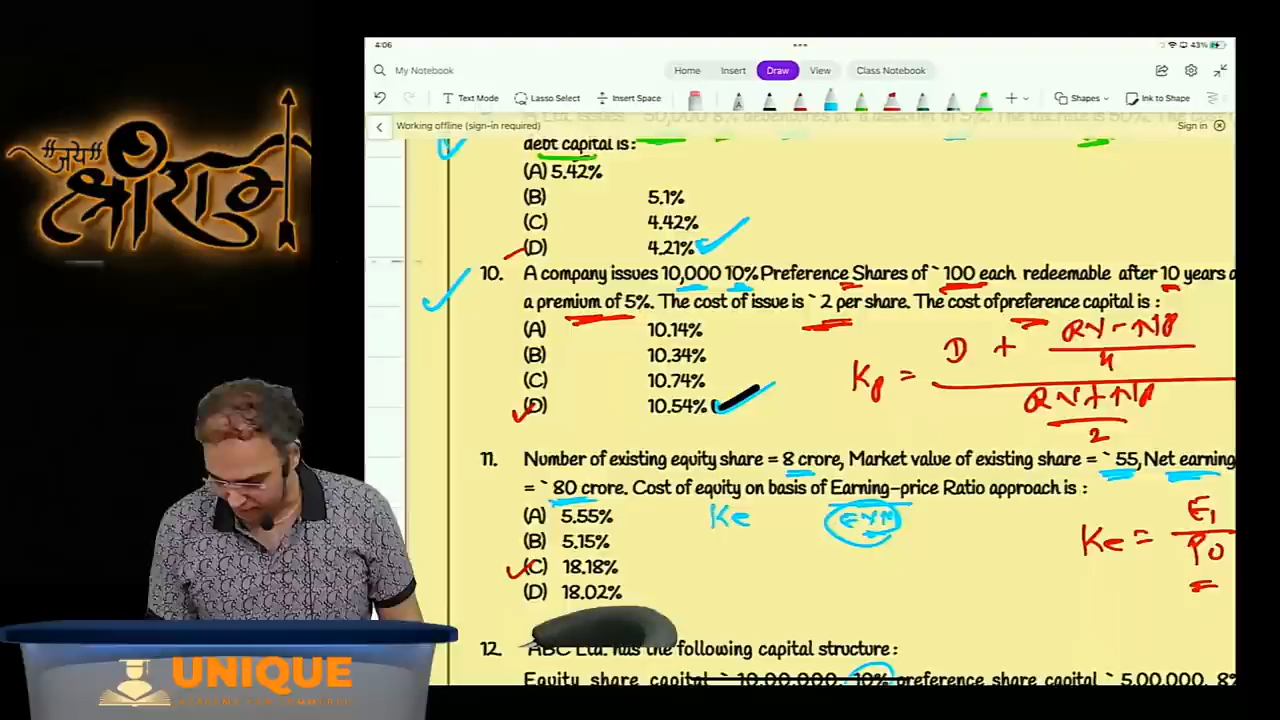 4:06
43%
My Notebook
Home Insert Draw View Class Notebook
Text Mode Lasso Select Insert Space Shapes Ink to Shape
Working offline (sign-in required) Sign in
debt capital is:
(A) 5.42%
(B) 5.1%
(C) 4.42%
(D) 4.21%
10. A company issues 10,000 10% Preference Shares of ` 100 each redeemable after 10 years a
a premium of 5%. The cost of issue is ` 2 per share. The cost ofpreference capital is :
(A) 10.14%
(B) 10.34%
(C) 10.74%
(D) 10.54%
Kp = D + RV - NP
n
RV + NP
2
11. Number of existing equity share = 8 crore, Market value of existing share = ` 55, Net earning
= ` 80 crore. Cost of equity on basis of Earning-price Ratio approach is :
(A) 5.55%
(B) 5.15%
(C) 18.18%
(D) 18.02%
Ke
Ke = E1
P0
12. ABC Ltd. has the following capital structure :
Equity share capital ` 10,00,000, 10% preference share capital ` 5,00,000, 8%
"जय"
श्रीराम
UNIQUE
ACADEMY FOR COMMERCE